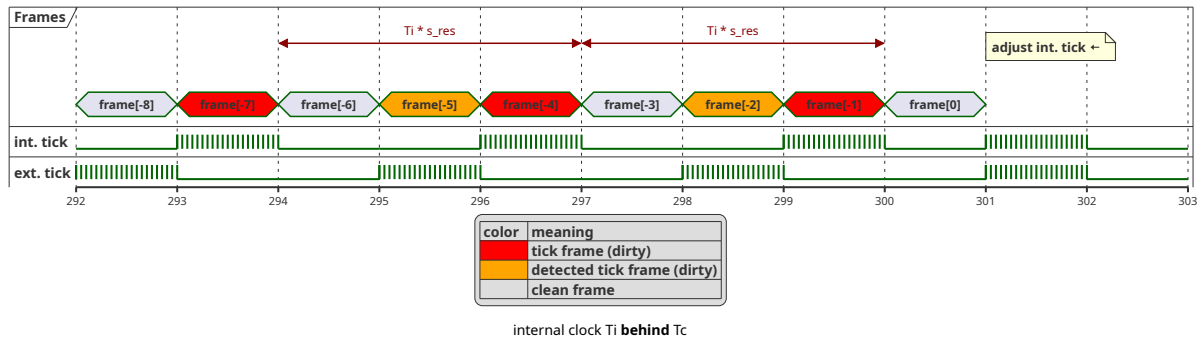 Frames
Ti * s_res
Ti * s_res
adjust int. tick ←
frame[-8]
frame[-7]
frame[-6]
frame[-5]
frame[-4]
frame[-3]
frame[-2]
frame[-1]
frame[0]
int. tick
ext. tick
292 293 294 295 296 297 298 299 300 301 302 303
color meaning
tick frame (dirty)
detected tick frame (dirty)
clean frame
internal clock Ti behind Tc